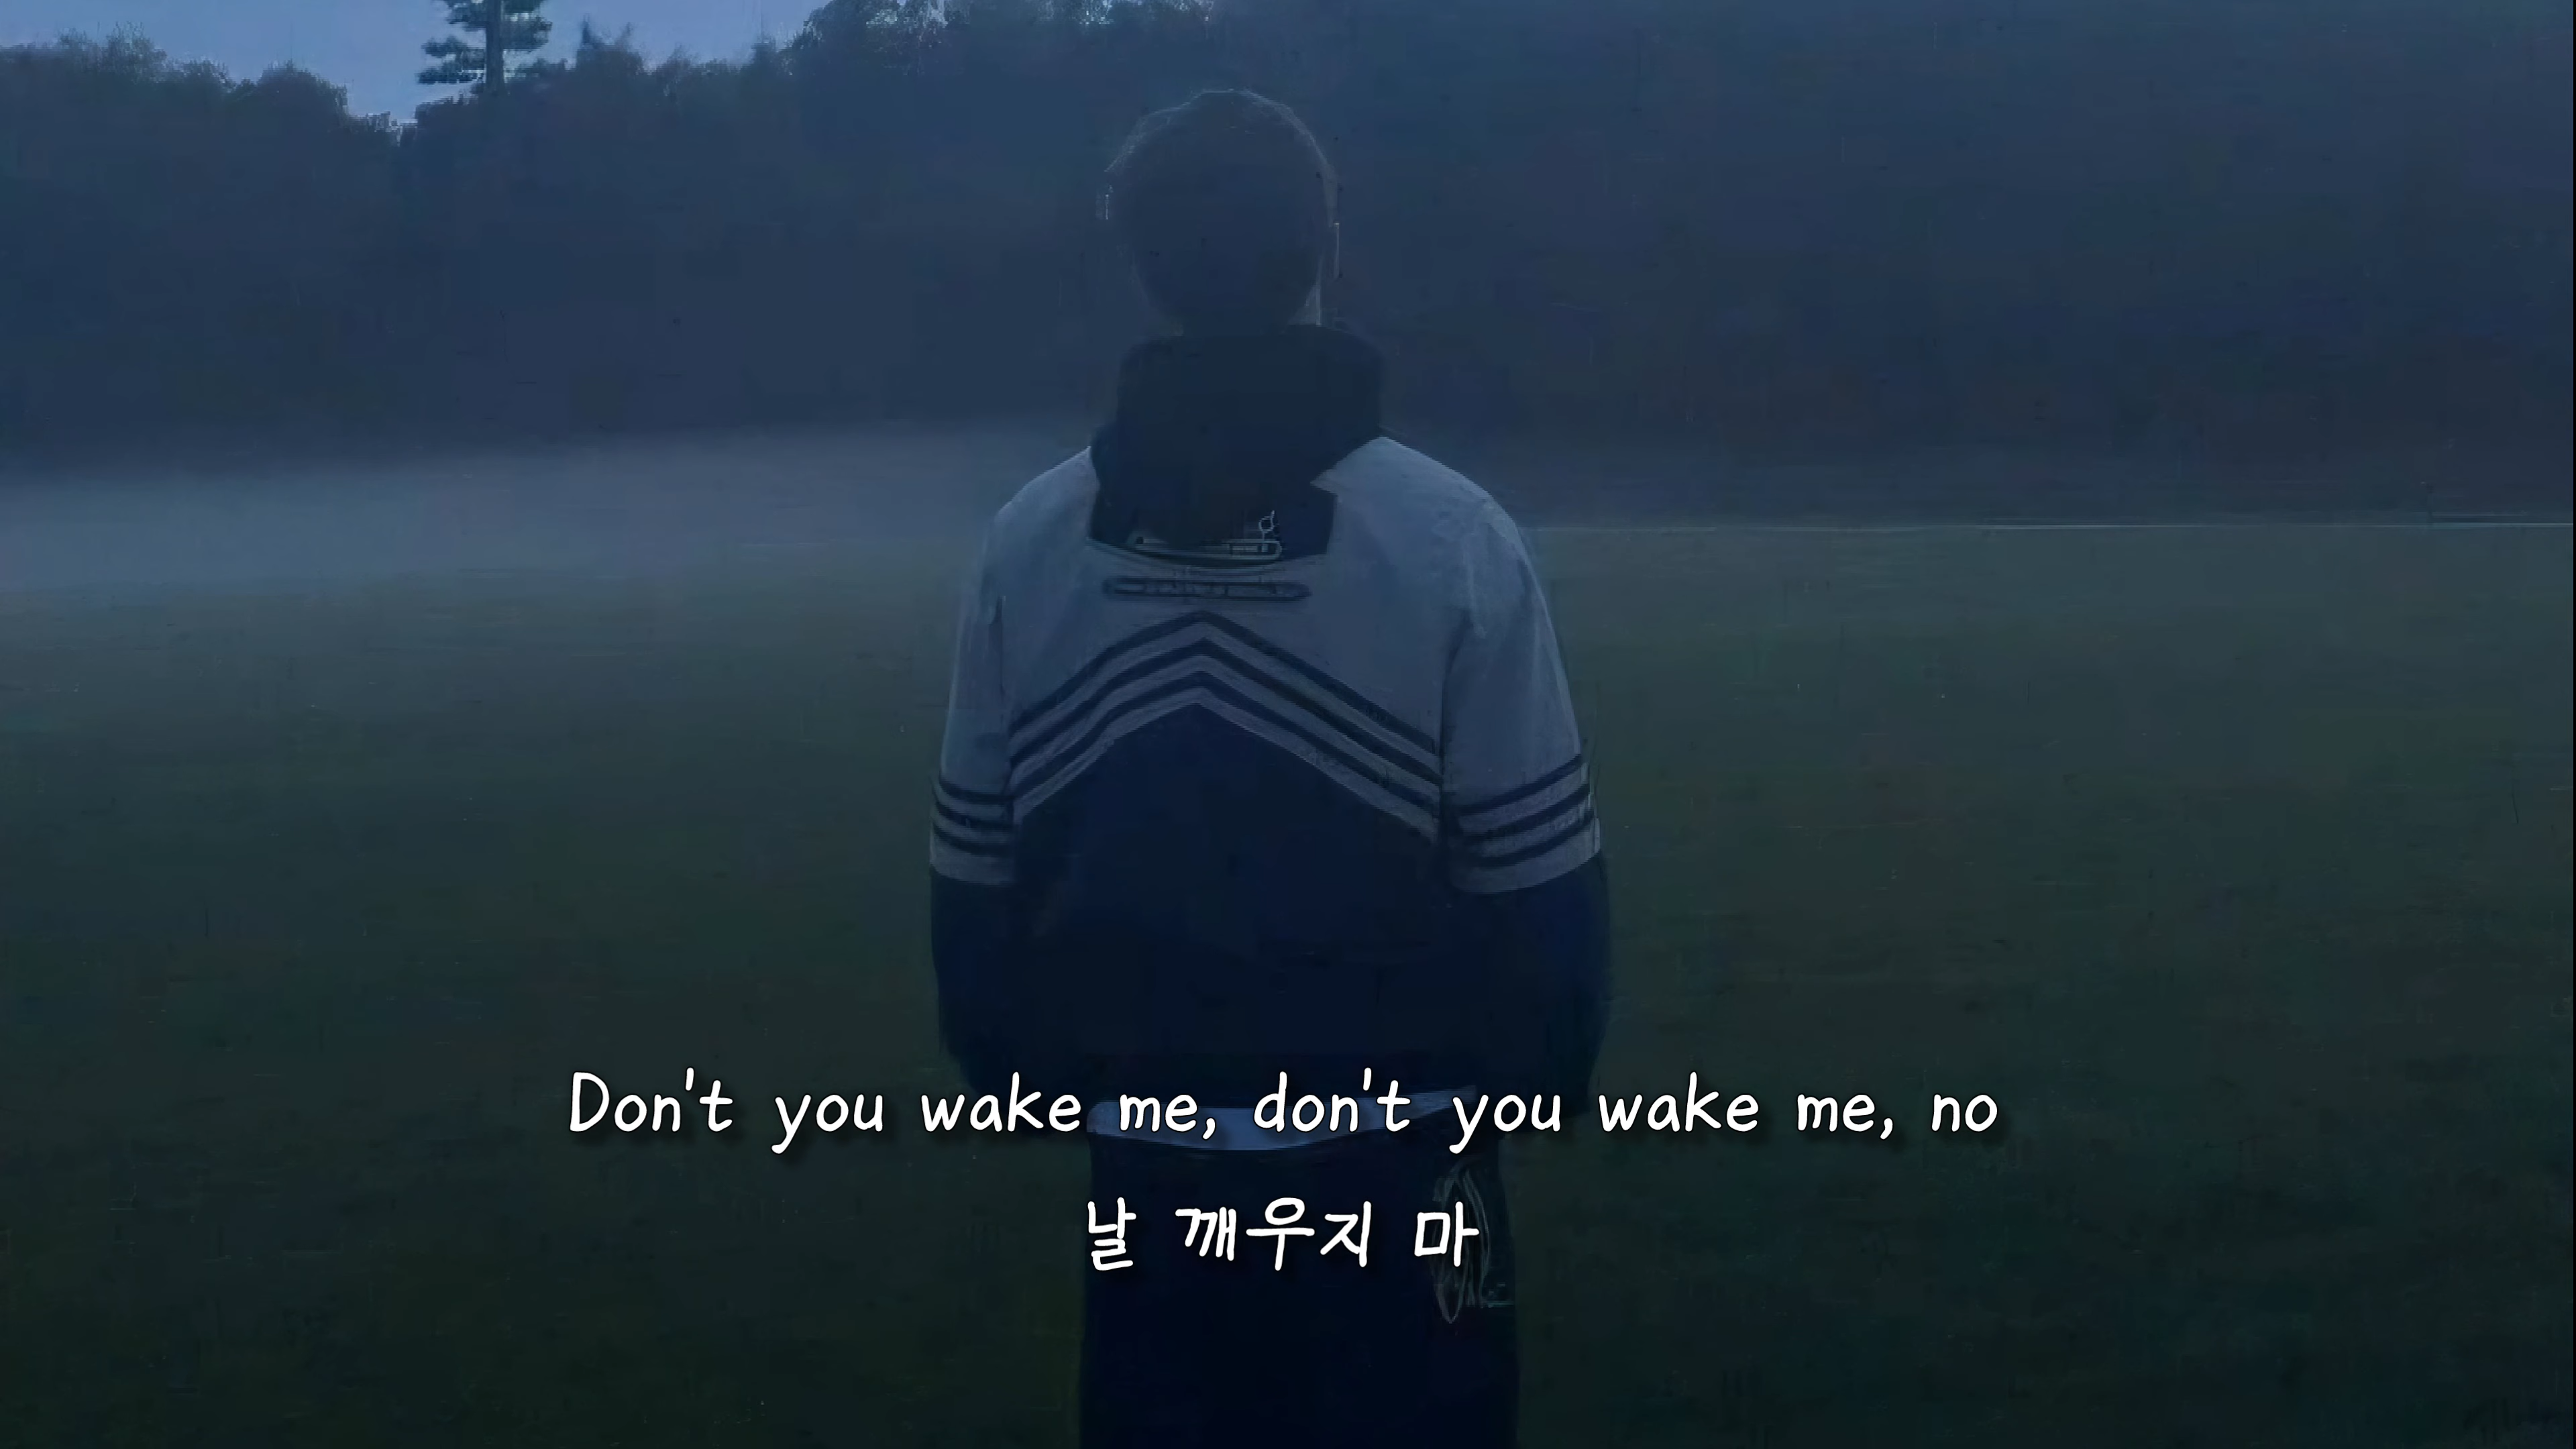 Don't you wake me, don't you wake me, no
날 깨우지 마